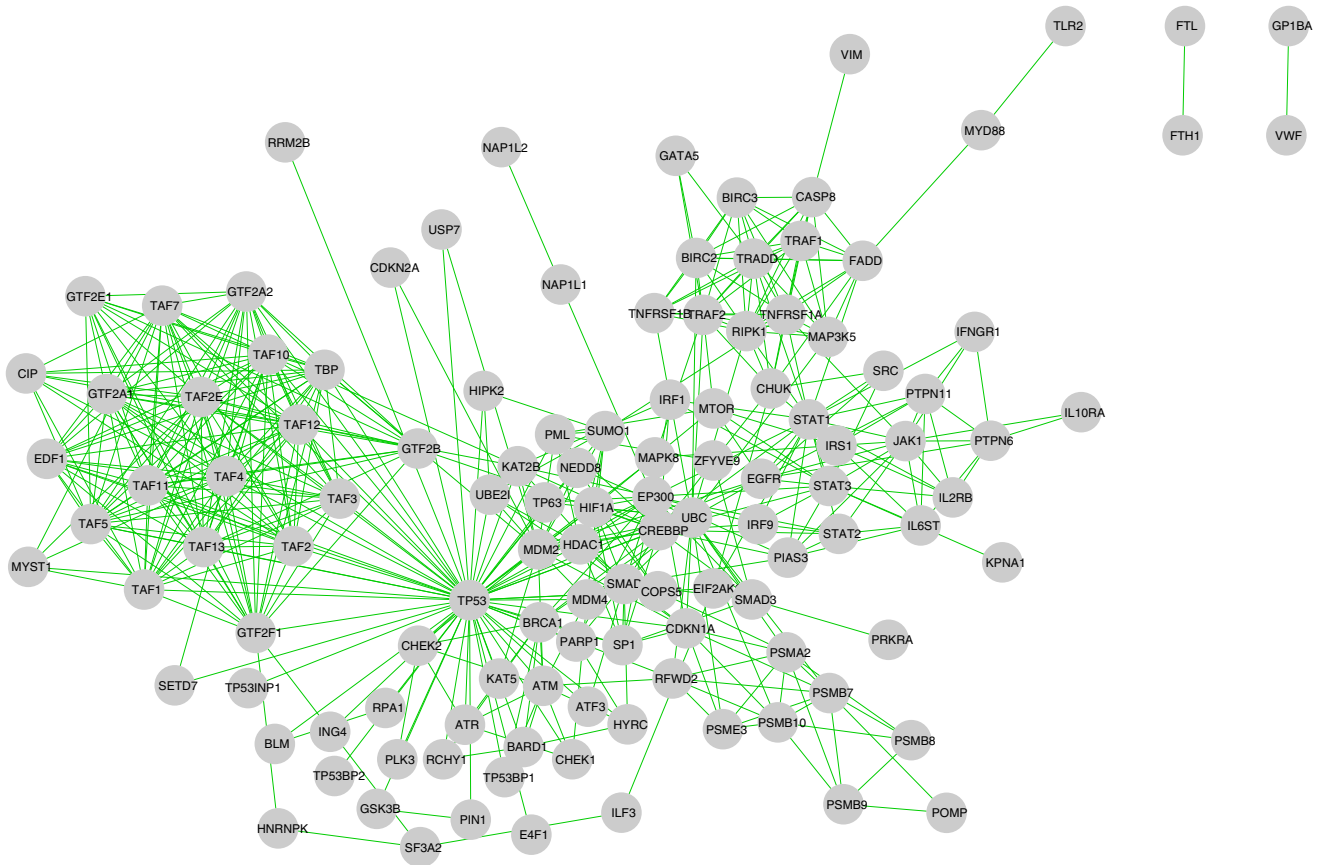 TLR2
FTL
GP1BA
VIM
MYD88
FTH1
VWF
RRM2B
NAP1L2
GATA5
BIRC3
CASP8
USP7
TRAF1
CDKN2A
BIRC2
TRADD
FADD
NAP1L1
GTF2E1
TAF7
GTF2A2
TNFRSF1B
TRAF2
TNFRSF1A
RIPK1
MAP3K5
IFNGR1
TAF10
CIP
TBP
SRC
GTF2A1
TAF2E
HIPK2
CHUK
PTPN11
IRF1
MTOR
IL10RA
TAF12
STAT1
PML
SUMO1
IRS1
JAK1
PTPN6
GTF2B
EDF1
KAT2B
NEDD8
MAPK8
ZFYVE9
TAF4
TAF11
EGFR
STAT3
TAF3
UBE2I
TP63
HIF1A
EP300
IL2RB
TAF5
UBC
CREBBP
IRF9
IL6ST
TAF13
TAF2
MDM2
HDAC1
STAT2
PIAS3
KPNA1
MYST1
TAF1
SMAD
COPS5
EIF2AK
TP53
MDM4
SMAD3
BRCA1
CDKN1A
GTF2F1
CHEK2
PARP1
SP1
PRKRA
PSMA2
SETD7
TP53INP1
KAT5
ATM
RFWD2
PSMB7
RPA1
ATF3
BLM
ING4
ATR
HYRC
PSME3
PSMB10
PSMB8
PLK3
RCHY1
BARD1
CHEK1
TP53BP2
TP53BP1
GSK3B
PIN1
ILF3
PSMB9
POMP
HNRNPK
E4F1
SF3A2